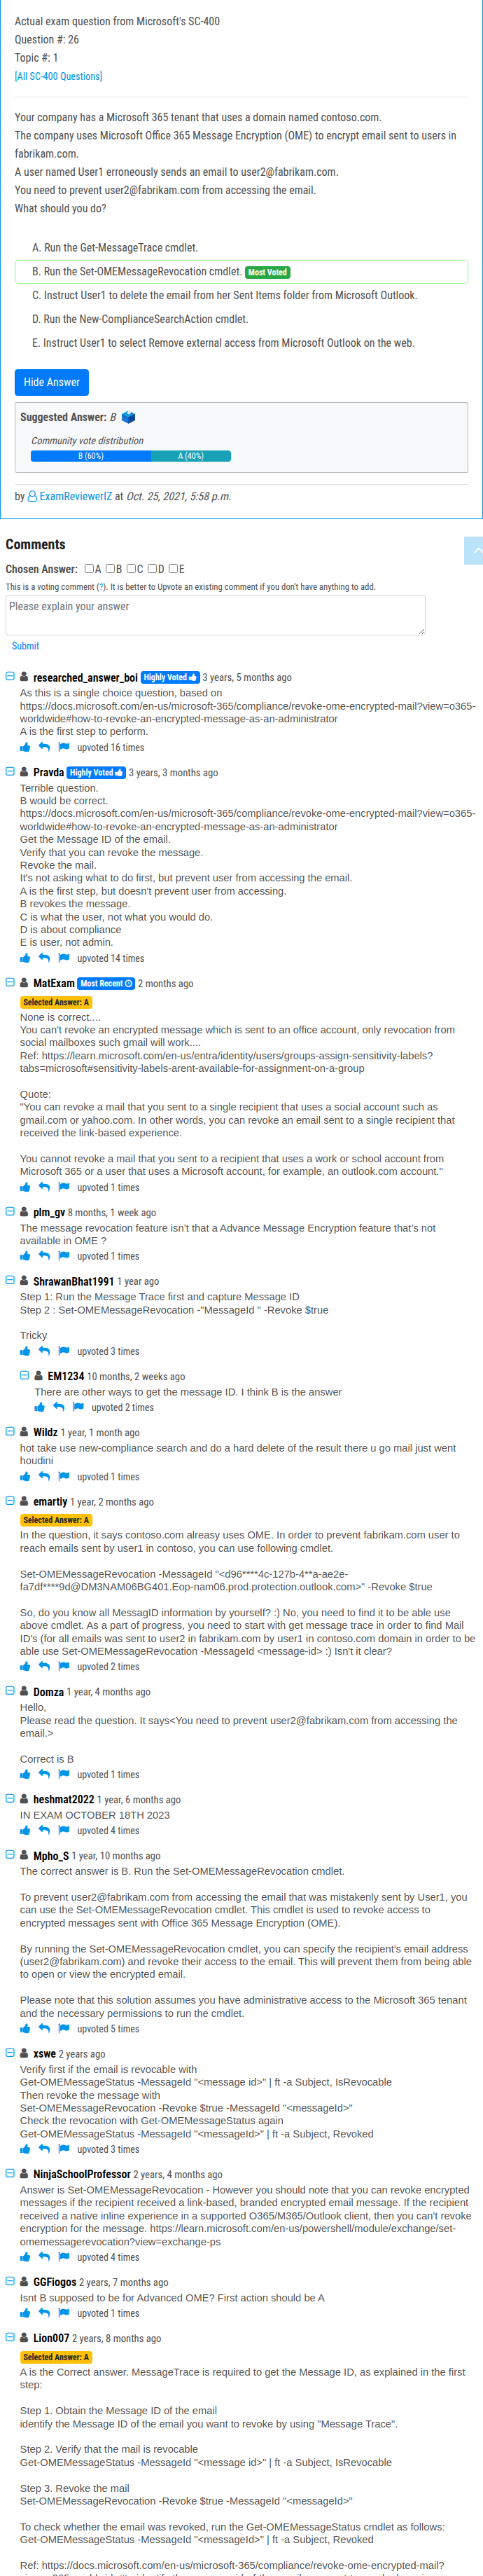 Actual exam question from Microsoft's SC-400
Question #: 26
Topic #: 1
[All SC-400 Questions]
Your company has a Microsoft 365 tenant that uses a domain named contoso.com.
The company uses Microsoft Office 365 Message Encryption (OME) to encrypt email sent to users in
fabrikam.com.
A user named User1 erroneously sends an email to user2@fabrikam.com.
You need to prevent user2@fabrikam.com from accessing the email.
What should you do?
A. Run the Get-MessageTrace cmdlet.
B. Run the Set-OMEMessageRevocation cmdlet. Most Voted
C. Instruct User1 to delete the email from her Sent Items folder from Microsoft Outlook.
D. Run the New-ComplianceSearchAction cmdlet.
E. Instruct User1 to select Remove external access from Microsoft Outlook on the web.
Hide Answer
Suggested Answer: B
Community vote distribution
B (60%) A (40%)
by ExamReviewerIZ at Oct. 25, 2021, 5:58 p.m.
Comments
Chosen Answer: A B C D E
This is a voting comment (?). It is better to Upvote an existing comment if you don't have anything to add.
Please explain your answer
Submit
researched_answer_boi Highly Voted 3 years, 5 months ago
As this is a single choice question, based on
https://docs.microsoft.com/en-us/microsoft-365/compliance/revoke-ome-encrypted-mail?view=o365-
worldwide#how-to-revoke-an-encrypted-message-as-an-administrator
A is the first step to perform.
upvoted 16 times
Pravda Highly Voted 3 years, 3 months ago
Terrible question.
B would be correct.
https://docs.microsoft.com/en-us/microsoft-365/compliance/revoke-ome-encrypted-mail?view=o365-
worldwide#how-to-revoke-an-encrypted-message-as-an-administrator
Get the Message ID of the email.
Verify that you can revoke the message.
Revoke the mail.
It's not asking what to do first, but prevent user from accessing the email.
A is the first step, but doesn't prevent user from accessing.
B revokes the message.
C is what the user, not what you would do.
D is about compliance
E is user, not admin.
upvoted 14 times
MatExam Most Recent 2 months ago
Selected Answer: A
None is correct....
You can't revoke an encrypted message which is sent to an office account, only revocation from
social mailboxes such gmail will work....
Ref: https://learn.microsoft.com/en-us/entra/identity/users/groups-assign-sensitivity-labels?
tabs=microsoft#sensitivity-labels-arent-available-for-assignment-on-a-group
Quote:
"You can revoke a mail that you sent to a single recipient that uses a social account such as
gmail.com or yahoo.com. In other words, you can revoke an email sent to a single recipient that
received the link-based experience.
You cannot revoke a mail that you sent to a recipient that uses a work or school account from
Microsoft 365 or a user that uses a Microsoft account, for example, an outlook.com account."
upvoted 1 times
plm_gv 8 months, 1 week ago
The message revocation feature isn't that a Advance Message Encryption feature that's not
available in OME ?
upvoted 1 times
ShrawanBhat1991 1 year ago
Step 1: Run the Message Trace first and capture Message ID
Step 2 : Set-OMEMessageRevocation -"MessageId " -Revoke $true
Tricky
upvoted 3 times
EM1234 10 months, 2 weeks ago
There are other ways to get the message ID. I think B is the answer
upvoted 2 times
Wildz 1 year, 1 month ago
hot take use new-compliance search and do a hard delete of the result there u go mail just went
houdini
upvoted 1 times
emartiy 1 year, 2 months ago
Selected Answer: A
In the question, it says contoso.com alreasy uses OME. In order to prevent fabrikam.com user to
reach emails sent by user1 in contoso, you can use following cmdlet.
Set-OMEMessageRevocation -MessageId "<d96****4c-127b-4**a-ae2e-
fa7df****9d@DM3NAM06BG401.Eop-nam06.prod.protection.outlook.com>" -Revoke $true
So, do you know all MessagID information by yourself? :) No, you need to find it to be able use
above cmdlet. As a part of progress, you need to start with get message trace in order to find Mail
ID's (for all emails was sent to user2 in fabrikam.com by user1 in contoso.com domain in order to be
able use Set-OMEMessageRevocation -MessageId <message-id> :) Isn't it clear?
upvoted 2 times
Domza 1 year, 4 months ago
Hello,
Please read the question. It says<You need to prevent user2@fabrikam.com from accessing the
email.>
Correct is B
upvoted 1 times
heshmat2022 1 year, 6 months ago
IN EXAM OCTOBER 18TH 2023
upvoted 4 times
Mpho_S 1 year, 10 months ago
The correct answer is B. Run the Set-OMEMessageRevocation cmdlet.
To prevent user2@fabrikam.com from accessing the email that was mistakenly sent by User1, you
can use the Set-OMEMessageRevocation cmdlet. This cmdlet is used to revoke access to
encrypted messages sent with Office 365 Message Encryption (OME).
By running the Set-OMEMessageRevocation cmdlet, you can specify the recipient's email address
(user2@fabrikam.com) and revoke their access to the email. This will prevent them from being able
to open or view the encrypted email.
Please note that this solution assumes you have administrative access to the Microsoft 365 tenant
and the necessary permissions to run the cmdlet.
upvoted 5 times
xswe 2 years ago
Verify first if the email is revocable with
Get-OMEMessageStatus -MessageId "<message id>" | ft -a Subject, IsRevocable
Then revoke the message with
Set-OMEMessageRevocation -Revoke $true -MessageId "<messageId>"
Check the revocation with Get-OMEMessageStatus again
Get-OMEMessageStatus -MessageId "<messageId>" | ft -a Subject, Revoked
upvoted 3 times
NinjaSchoolProfessor 2 years, 4 months ago
Answer is Set-OMEMessageRevocation - However you should note that you can revoke encrypted
messages if the recipient received a link-based, branded encrypted email message. If the recipient
received a native inline experience in a supported O365/M365/Outlook client, then you can't revoke
encryption for the message. https://learn.microsoft.com/en-us/powershell/module/exchange/set-
omemessagerevocation?view=exchange-ps
upvoted 4 times
GGFiogos 2 years, 7 months ago
Isnt B supposed to be for Advanced OME? First action should be A
upvoted 1 times
Lion007 2 years, 8 months ago
Selected Answer: A
A is the Correct answer. MessageTrace is required to get the Message ID, as explained in the first
step:
Step 1. Obtain the Message ID of the email
identify the Message ID of the email you want to revoke by using "Message Trace".
Step 2. Verify that the mail is revocable
Get-OMEMessageStatus -MessageId "<message id>" | ft -a Subject, IsRevocable
Step 3. Revoke the mail
Set-OMEMessageRevocation -Revoke $true -MessageId "<messageId>"
To check whether the email was revoked, run the Get-OMEMessageStatus cmdlet as follows:
Get-OMEMessageStatus -MessageId "<messageId>" | ft -a Subject, Revoked
Ref: https://docs.microsoft.com/en-us/microsoft-365/compliance/revoke-ome-encrypted-mail?